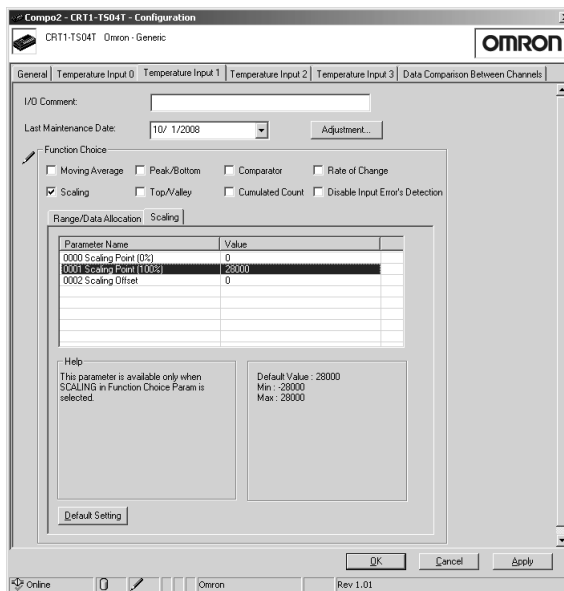 Compo2 - CRT1-TS04T - Configuration
CRT1-TS04T Omron - Generic
OMRON
General Temperature Input 0 Temperature Input 1 Temperature Input 2 Temperature Input 3 Data Comparison Between Channels
I/O Comment:
Last Maintenance Date: 10/ 1/2008 Adjustment...
Function Choice
Moving Average Peak/Bottom Comparator Rate of Change
Scaling Top/Valley Cumulated Count Disable Input Error's Detection
Range/Data Allocation Scaling
Parameter Name Value
0000 Scaling Point (0%) 0
0001 Scaling Point (100%) 28000
0002 Scaling Offset 0
Help
This parameter is available only when
SCALING in Function Choice Param is
selected.
Default Value : 28000
Min : -28000
Max : 28000
Default Setting
OK Cancel Apply
Online Omron Rev 1.01